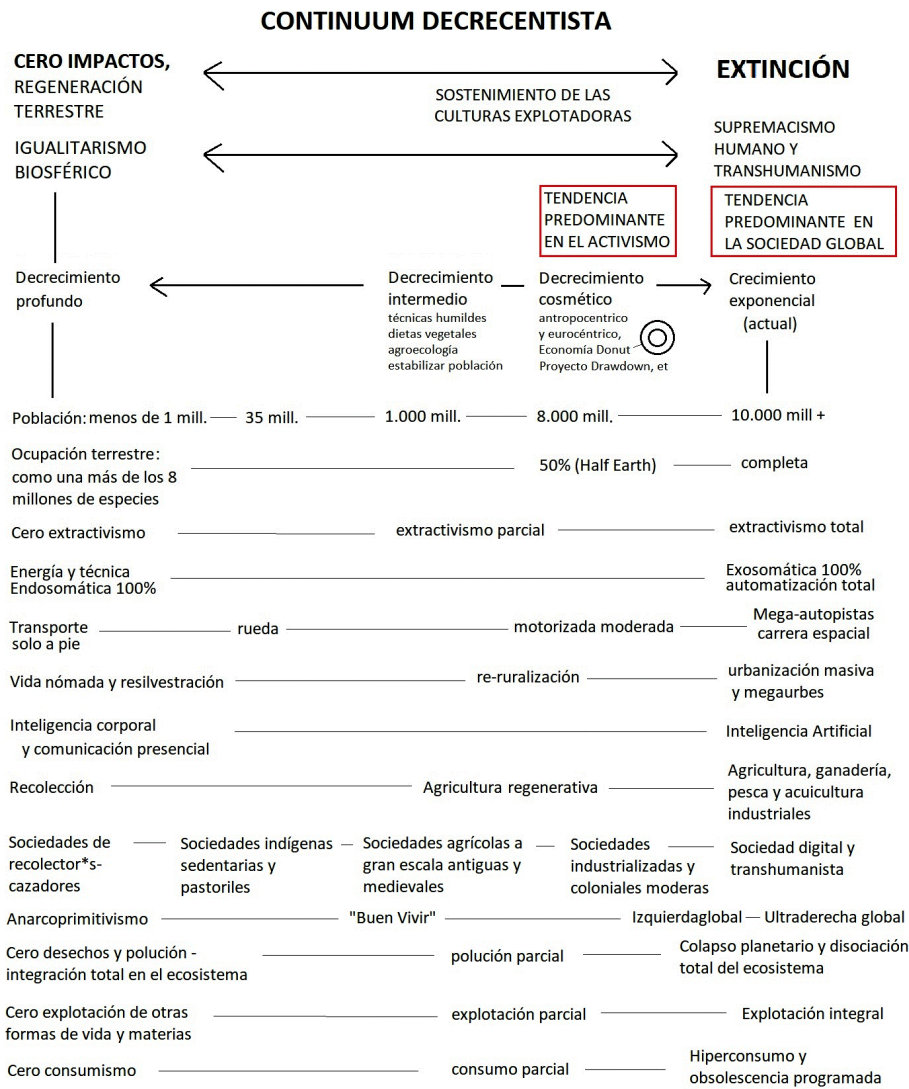 CONTINUUM DECRECENTISTA
CERO IMPACTOS,
REGENERACIÓN
TERRESTRE
EXTINCIÓN
SOSTENIMIENTO DE LAS
CULTURAS EXPLOTADORAS
IGUALITARISMO
BIOSFÉRICO
SUPREMACISMO
HUMANO Y
TRANSHUMANISMO
TENDENCIA
PREDOMINANTE
EN EL ACTIVISMO
TENDENCIA
PREDOMINANTE EN
LA SOCIEDAD GLOBAL
Decrecimiento
profundo
Decrecimiento
intermedio
técnicas humildes
dietas vegetales
agroecología
estabilizar población
Decrecimiento
cosmético
antropocentrico
y eurocéntrico,
Economía Donut
Proyecto Drawdown, et
Crecimiento
exponencial
(actual)
Población: menos de 1 mill. 35 mill. 1.000 mill. 8.000 mill. 10.000 mill +
Ocupación terrestre:
como una más de los 8
millones de especies
50% (Half Earth) completa
Cero extractivismo extractivismo parcial extractivismo total
Energía y técnica
Endosomática 100%
Exosomática 100%
automatización total
Transporte
solo a pie
rueda motorizada moderada
Mega-autopistas
carrera espacial
Vida nómada y resilvestración re-ruralización
urbanización masiva
y megaurbes
Inteligencia corporal
y comunicación presencial
Inteligencia Artificial
Recolección Agricultura regenerativa
Agricultura, ganadería,
pesca y acuicultura
industriales
Sociedades de
recolector*s-
cazadores
Sociedades indígenas
sedentarias y
pastoriles
Sociedades agrícolas a
gran escala antiguas y
medievales
Sociedades
industrializadas y
coloniales moderas
Sociedad digital y
transhumanista
Anarcoprimitivismo "Buen Vivir" Izquierdaglobal Ultraderecha global
Cero desechos y polución -
integración total en el ecosistema
polución parcial
Colapso planetario y disociación
total del ecosistema
Cero explotación de otras
formas de vida y materias
explotación parcial Explotación integral
Cero consumismo consumo parcial
Hiperconsumo y
obsolescencia programada